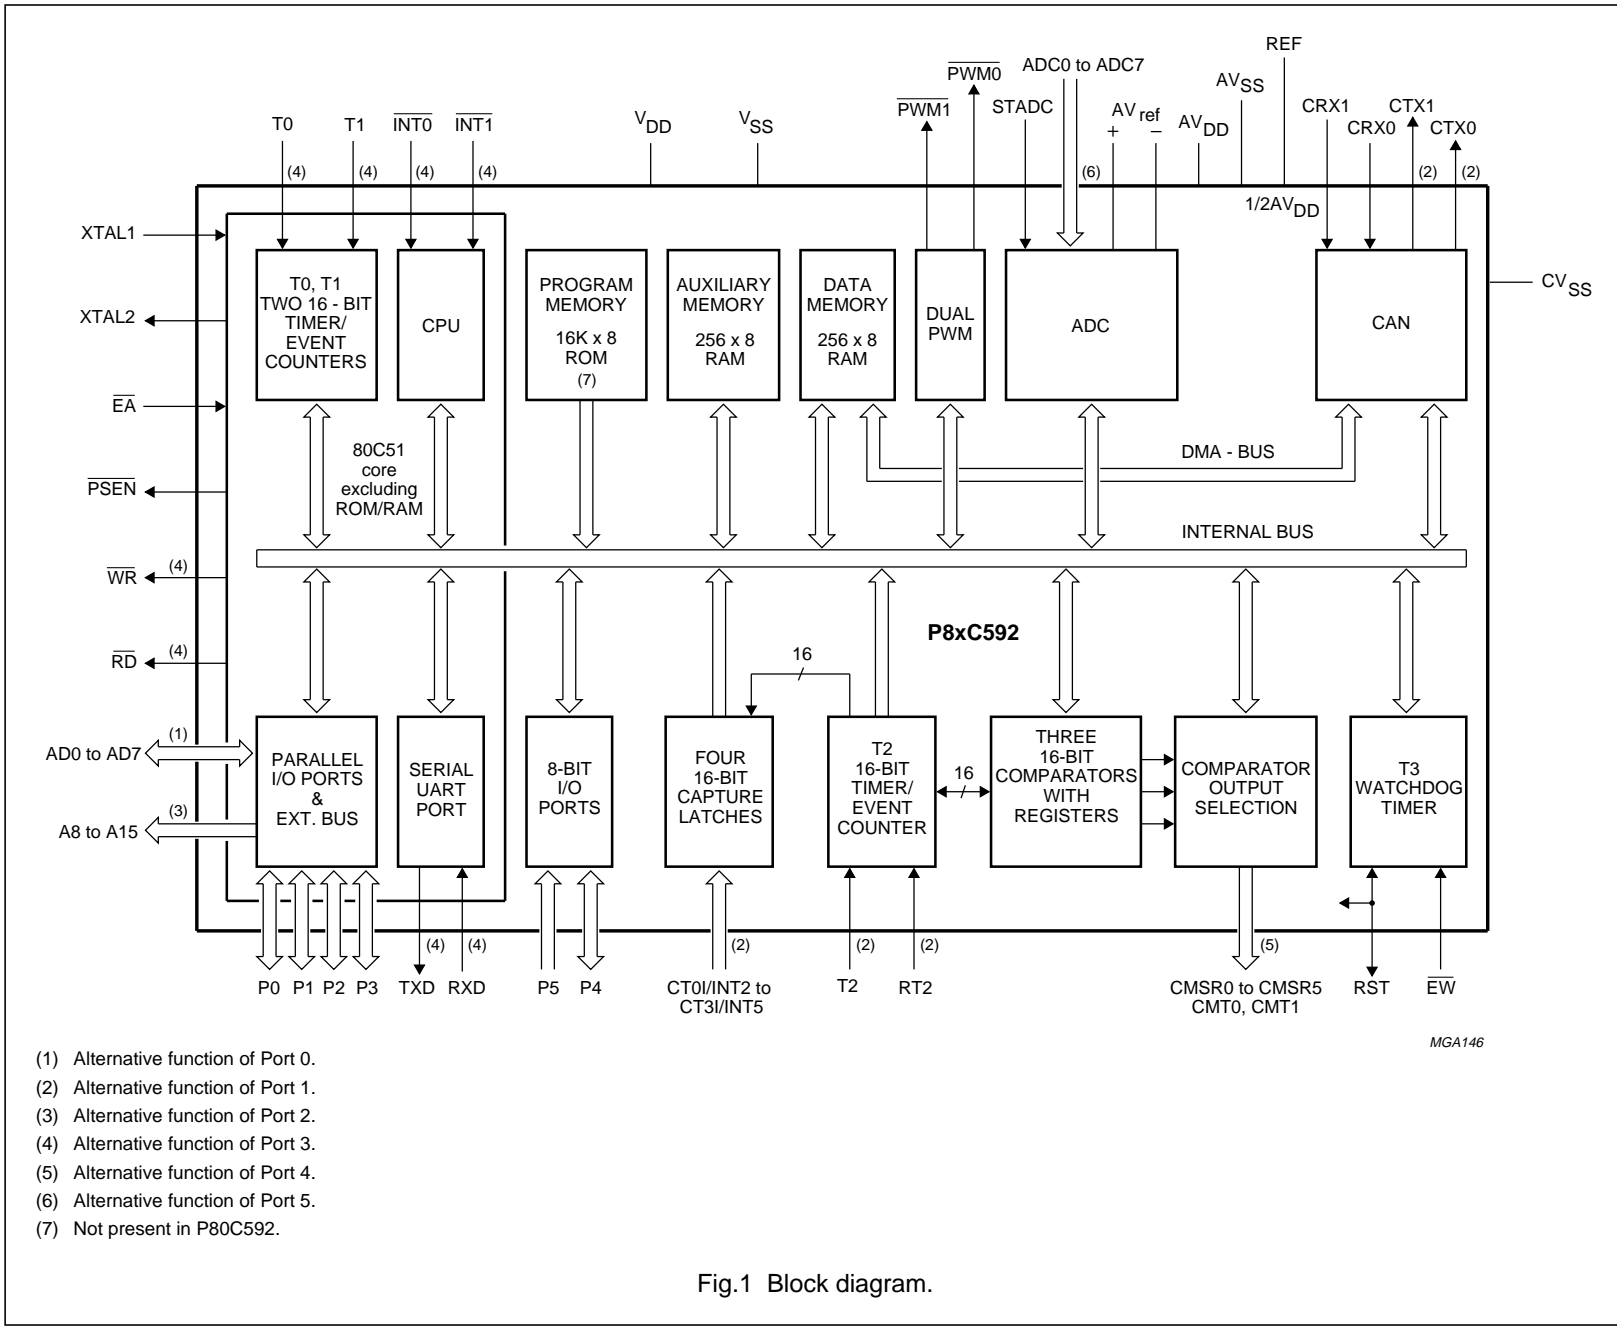 REF
ADC0 to ADC7
PWM0
AVSS
PWM1
STADC
AVref
+ −
AVDD
CRX1
CTX1
CRX0
CTX0
T0
T1
INT0
INT1
VDD
VSS
(4)
(4)
(4)
(4)
(6)
(2)
(2)
1/2AVDD
XTAL1
XTAL2
EA
PSEN
WR
(4)
RD
(4)
AD0 to AD7
(1)
A8 to A15
(3)
CVSS
T0, T1
TWO 16 - BIT
TIMER/
EVENT
COUNTERS
CPU
PROGRAM
MEMORY
16K x 8
ROM
(7)
AUXILIARY
MEMORY
256 x 8
RAM
DATA
MEMORY
256 x 8
RAM
DUAL
PWM
ADC
CAN
80C51
core
excluding
ROM/RAM
DMA - BUS
INTERNAL BUS
P8xC592
16
16
PARALLEL
I/O PORTS
&
EXT. BUS
SERIAL
UART
PORT
8-BIT
I/O
PORTS
FOUR
16-BIT
CAPTURE
LATCHES
T2
16-BIT
TIMER/
EVENT
COUNTER
THREE
16-BIT
COMPARATORS
WITH
REGISTERS
COMPARATOR
OUTPUT
SELECTION
T3
WATCHDOG
TIMER
(4)
(4)
(2)
(2)
(2)
(5)
P0
P1
P2
P3
TXD
RXD
P5
P4
CT0I/INT2 to
CT3I/INT5
T2
RT2
CMSR0 to CMSR5
CMT0, CMT1
RST
EW
MGA146
(1) Alternative function of Port 0.
(2) Alternative function of Port 1.
(3) Alternative function of Port 2.
(4) Alternative function of Port 3.
(5) Alternative function of Port 4.
(6) Alternative function of Port 5.
(7) Not present in P80C592.
Fig.1 Block diagram.